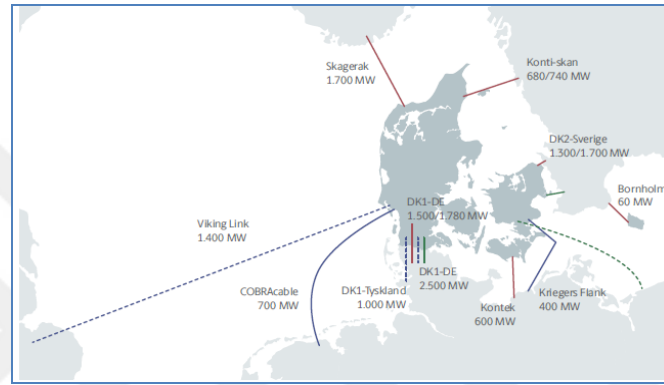 Skagerak
1.700 MW
Konti-skan
680/740 MW
DK2-Sverige
1.300/1.700 MW
Bornholm
60 MW
DK1-DE
1.500/1.780 MW
Viking Link
1.400 MW
COBRAcable
700 MW
DK1-Tyskland
1.000 MW
DK1-DE
2.500 MW
Kontek
600 MW
Kriegers Flank
400 MW